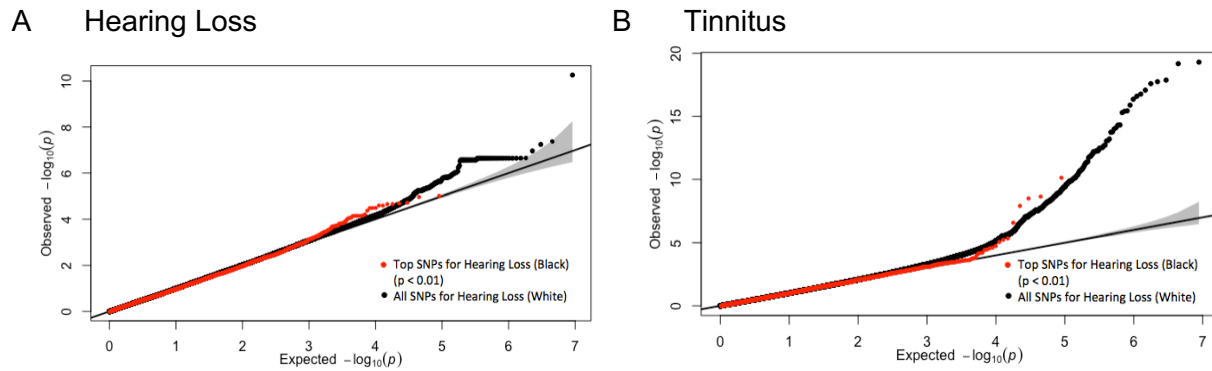 A Hearing Loss
Observed −log10(p)
10
8
6
4
2
0
Top SNPs for Hearing Loss (Black)
(p < 0.01)
All SNPs for Hearing Loss (White)
0 1 2 3 4 5 6 7
Expected −log10(p)
B Tinnitus
Observed −log10(p)
20
15
10
5
0
Top SNPs for Hearing Loss (Black)
(p < 0.01)
All SNPs for Hearing Loss (White)
0 1 2 3 4 5 6 7
Expected −log10(p)